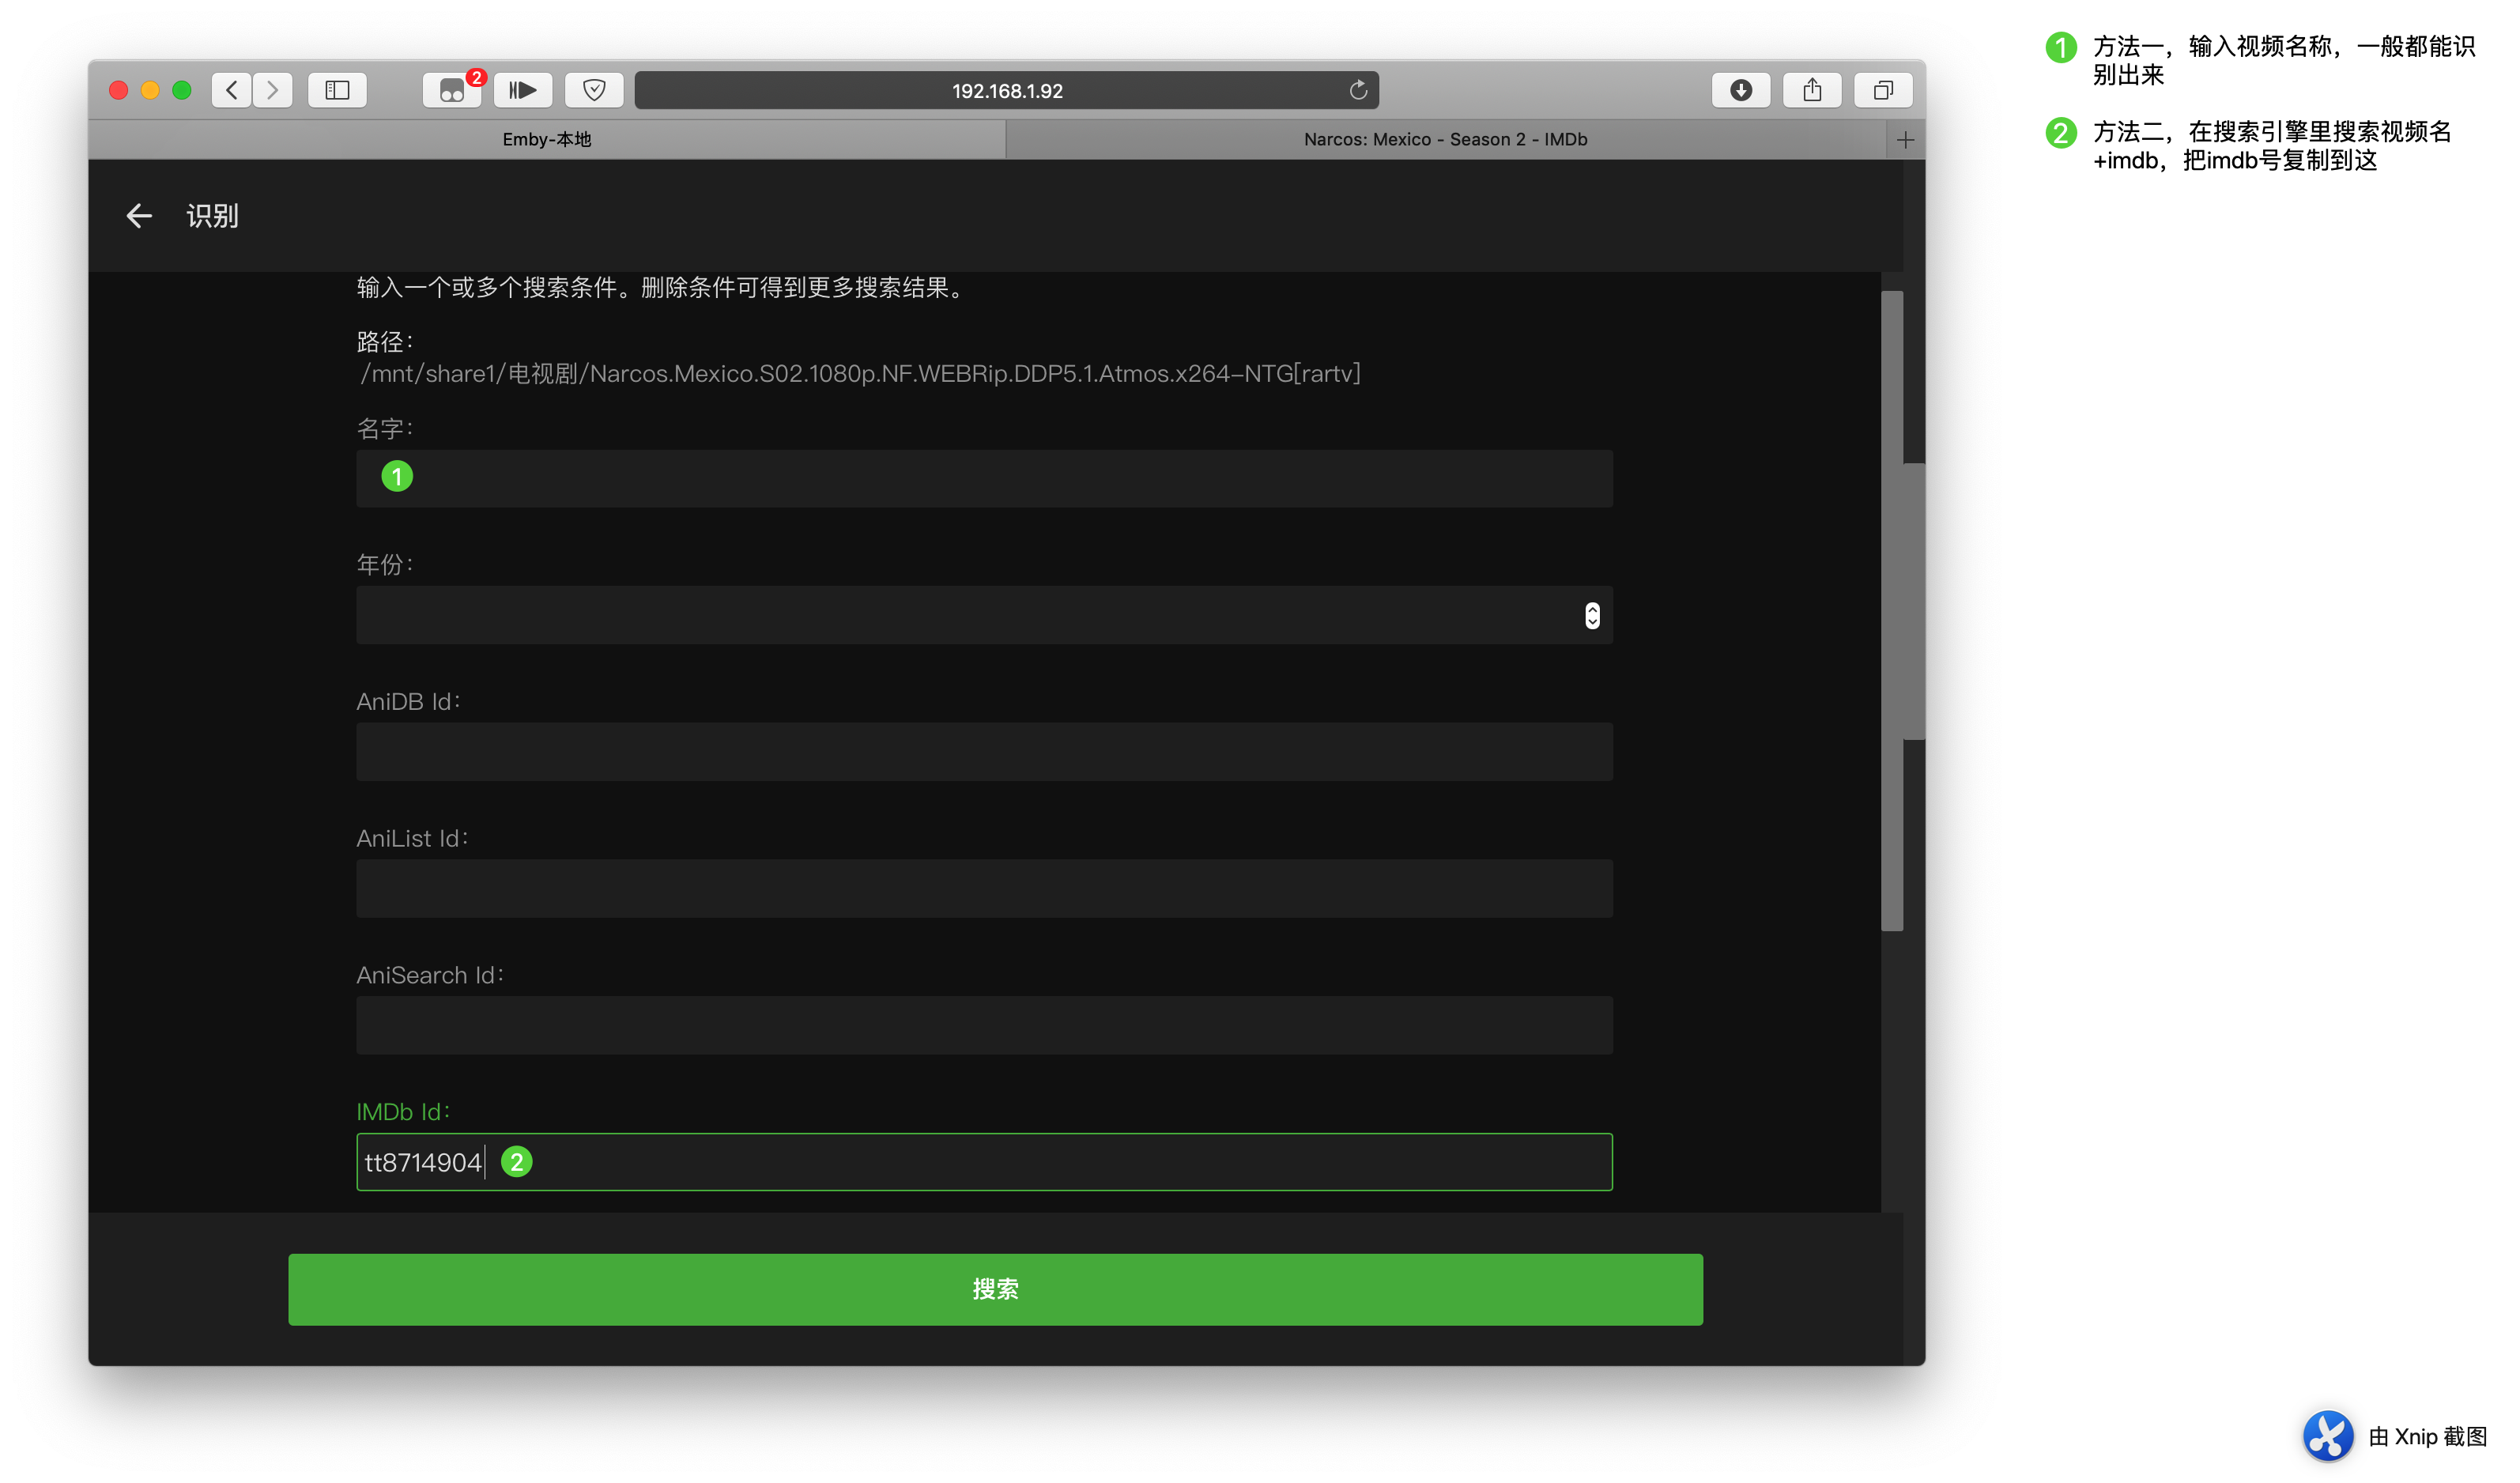 2
192.168.1.92
Emby-本地
Narcos: Mexico - Season 2 - IMDb
识别
输入一个或多个搜索条件。删除条件可得到更多搜索结果。
路径：
/mnt/share1/电视剧/Narcos.Mexico.S02.1080p.NF.WEBRip.DDP5.1.Atmos.x264-NTG[rartv]
名字：
1
年份：
AniDB Id：
AniList Id：
AniSearch Id：
IMDb Id：
tt8714904 2
搜索
1 方法一，输入视频名称，一般都能识
别出来
2 方法二，在搜索引擎里搜索视频名
+imdb，把imdb号复制到这
由 Xnip 截图